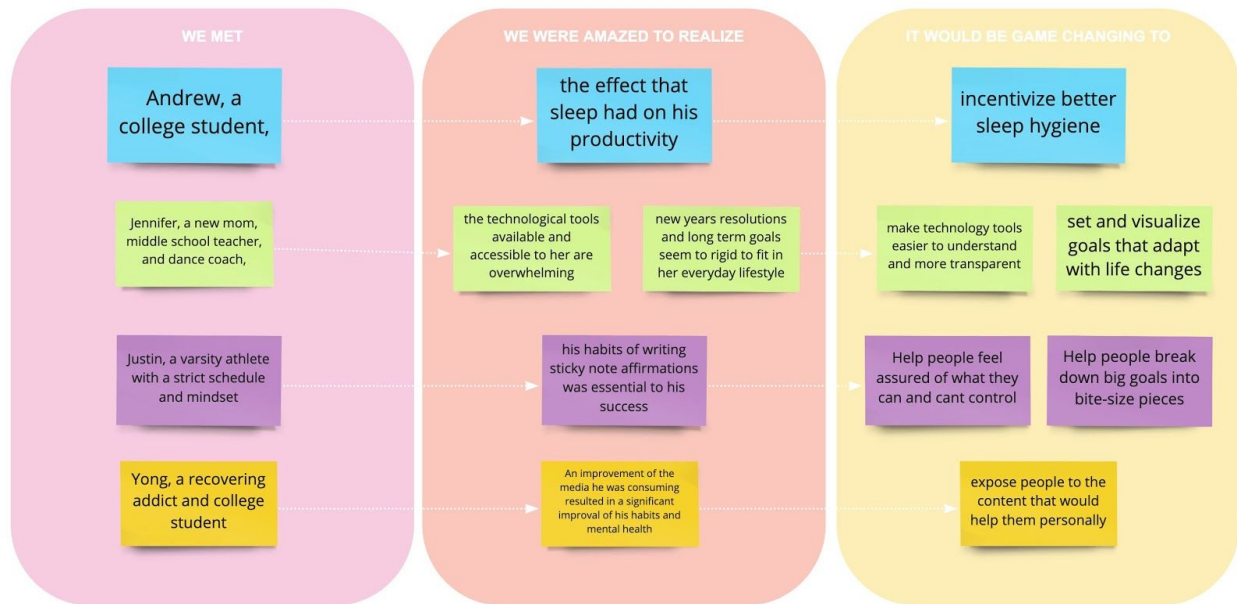 WE MET
WE WERE AMAZED TO REALIZE
IT WOULD BE GAME CHANGING TO
Andrew, a
college student,
the effect that
sleep had on his
productivity
incentivize better
sleep hygiene
Jennifer, a new mom,
middle school teacher,
and dance coach,
the technological tools
available and
accessible to her are
overwhelming
new years resolutions
and long term goals
seem to rigid to fit in
her everyday lifestyle
make technology tools
easier to understand
and more transparent
set and visualize
goals that adapt
with life changes
Justin, a varsity athlete
with a strict schedule
and mindset
his habits of writing
sticky note affirmations
was essential to his
success
Help people feel
assured of what they
can and cant control
Help people break
down big goals into
bite-size pieces
Yong, a recovering
addict and college
student
An improvement of the
media he was consuming
resulted in a significant
improval of his habits and
mental health
expose people to the
content that would
help them personally